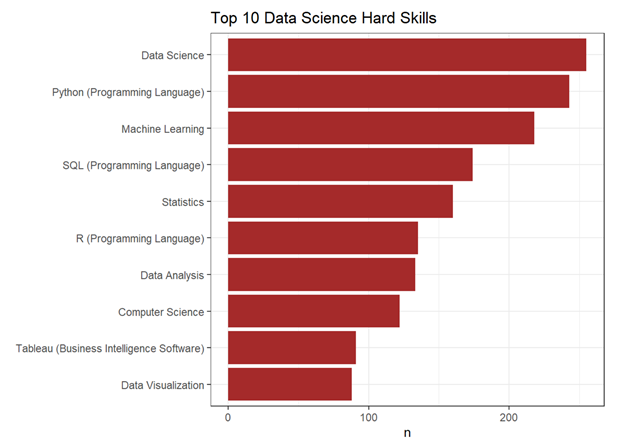 Top 10 Data Science Hard Skills
Data Science
Python (Programming Language)
Machine Learning
SQL (Programming Language)
Statistics
R (Programming Language)
Data Analysis
Computer Science
Tableau (Business Intelligence Software)
Data Visualization
0 100 200
n